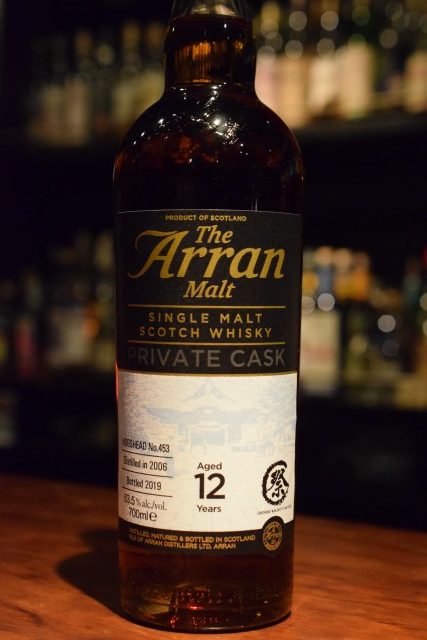 PRODUCT OF SCOTLAND
The
Arran
Malt
SINGLE MALT
SCOTCH WHISKY
PRIVATE CASK
HOGSHEAD No.453
Distilled in 2006
Bottled 2019
53.5% alc/vol.
700ml℮
Aged
12
Years
祭
DISTILLED, MATURED & BOTTLED IN SCOTLAND
ISLE OF ARRAN DISTILLERS LTD, ARRAN